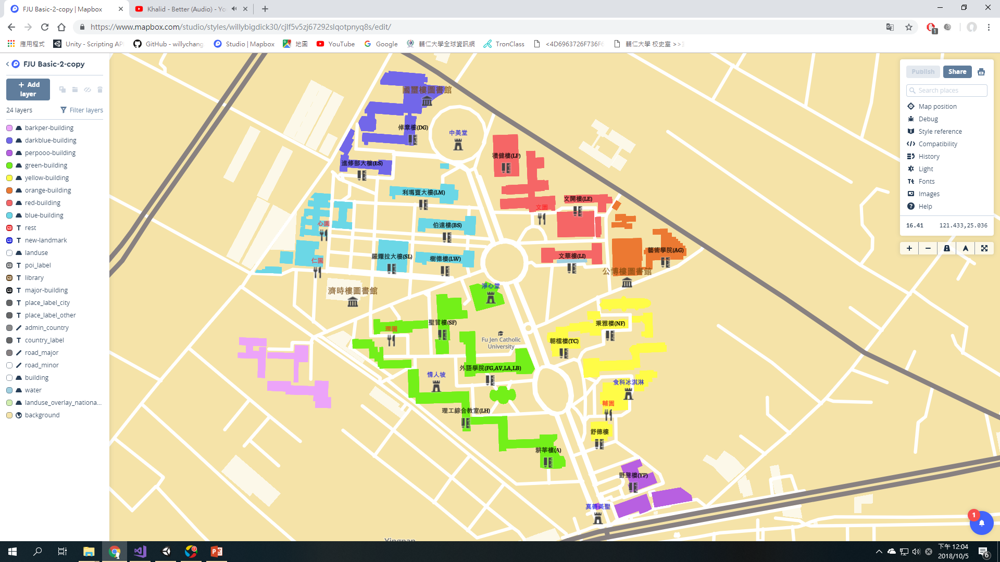 FJU Basic-2-copy | Mapbox
Khalid - Better (Audio) - Yo
https://www.mapbox.com/studio/styles/willybigdick30/cjlf5v5zj67292slqotpnyq8s/edit/
1
應用程式
Unity - Scripting AP
GitHub - willychang
Studio | Mapbox
地圖
YouTube
Google
輔仁大學全球資訊網
TronClass
<4D6963726F736F6
輔仁大學 校史室 >>
FJU Basic-2-copy
+ Add layer
24 layers
Filter layers
barkper-building
darkblue-building
perpooo-building
green-building
yellow-building
orange-building
red-building
blue-building
rest
new-landmark
landuse
poi_label
library
major-building
place_label_city
place_label_other
admin_country
country_label
road_major
road_minor
building
water
landuse_overlay_nationa...
background
國璽樓圖書館
倬章樓(DG)
中美堂
進修部大樓(ES)
積健樓(LF)
利瑪竇大樓(LM)
文開樓(LE)
文園
心園
伯達樓(BS)
仁園
羅耀拉大樓(SL)
樹德樓(LW)
文華樓(LI)
藝術學院(AG)
公博樓圖書館
濟時樓圖書館
淨心堂
理園
聖言樓(SF)
秉雅樓(NF)
Fu Jen Catholic
University
朝橒樓(TC)
外語學院(FG,AV,LA,LB)
情人坡
食科冰淇淋
輔園
理工綜合教室(LH)
舒德樓
耕莘樓(A)
野聲樓(YP)
真善美聖
Yingpan
Publish
Share
Search places
Map position
Debug
Style reference
Compatibility
History
Light
Fonts
Images
Help
16.41
121.433,25.036
1
下午 12:04
2018/10/5
6